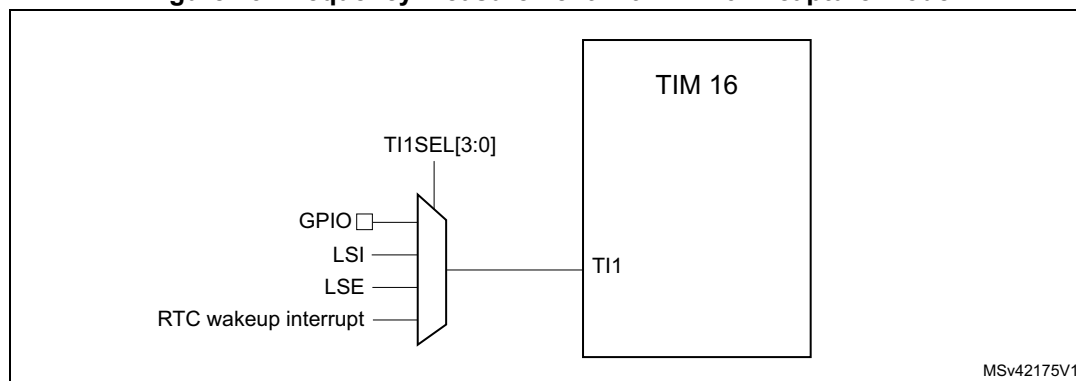 TIM 16
TI1SEL[3:0]
GPIO
LSI
TI1
LSE
RTC wakeup interrupt
MSv42175V1